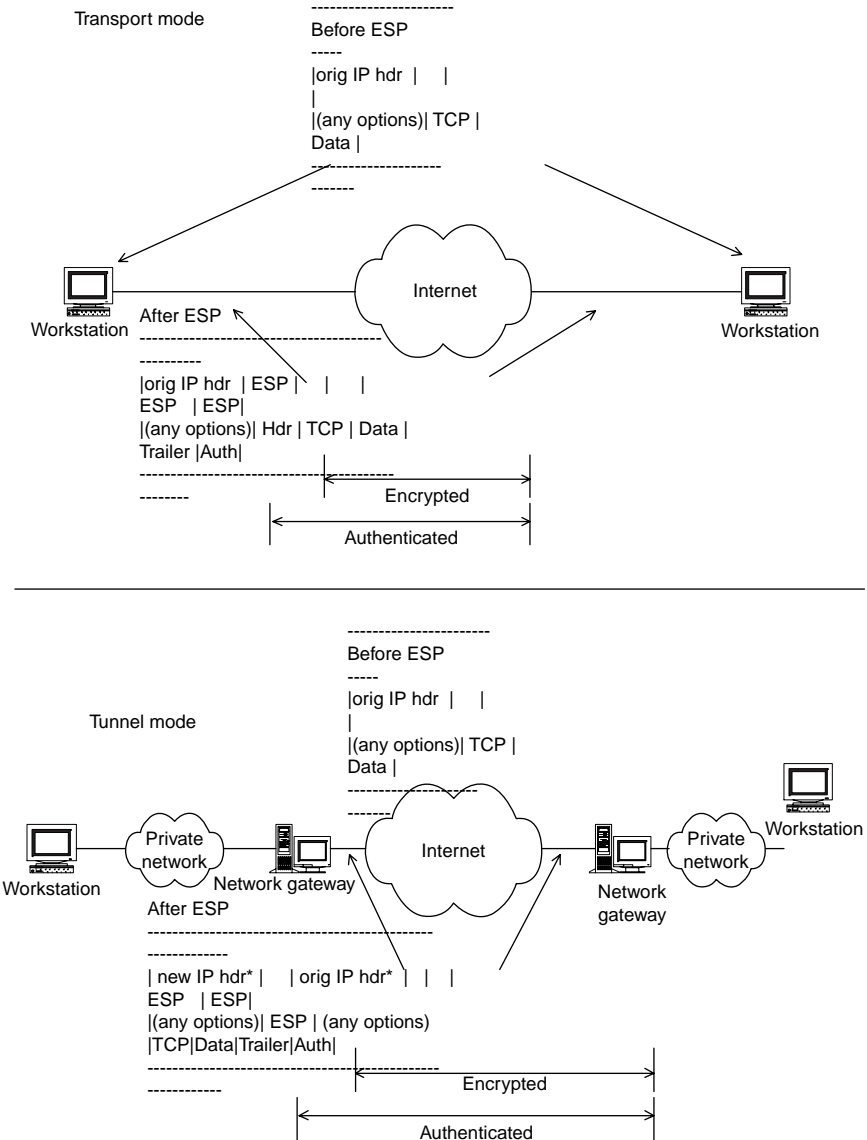 Transport mode
------------------------
Before ESP
-----
|orig IP hdr | |
|
|(any options)| TCP |
Data |
----------------------
-------
Internet
Workstation
Workstation
After ESP
-----------------------------------------
----------
|orig IP hdr | ESP | | |
ESP | ESP|
|(any options)| Hdr | TCP | Data |
Trailer |Auth|
-------------------------------------------
--------
Encrypted
Authenticated
------------------------
Before ESP
-----
|orig IP hdr | |
|
Tunnel mode
|(any options)| TCP |
Data |
----------------------
-------
Workstation
Private
network
Network gateway
Internet
Network
gateway
Private
network
Workstation
After ESP
------------------------------------------------
-------------
| new IP hdr* | | orig IP hdr* | | |
ESP | ESP|
|(any options)| ESP | (any options)
|TCP|Data|Trailer|Auth|
-------------------------------------------------
------------
Encrypted
Authenticated